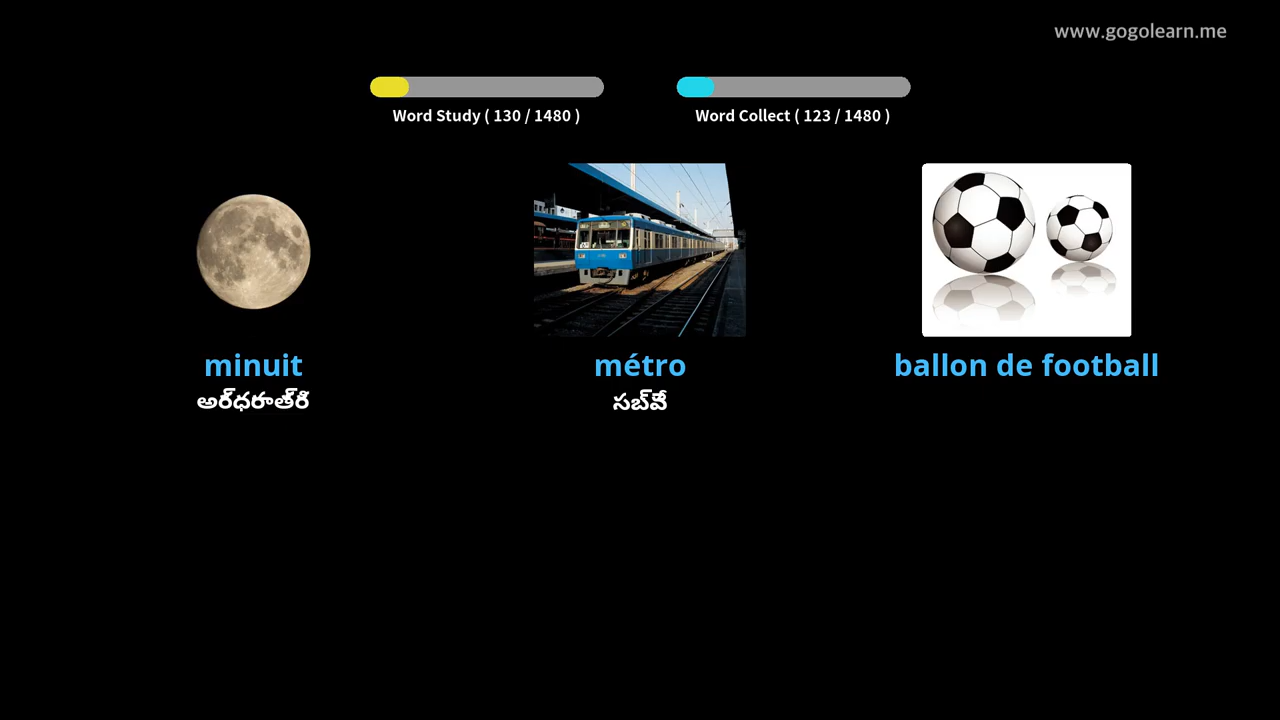 www.gogolearn.me
Word Study ( 130 / 1480 )
Word Collect ( 123 / 1480 )
minuit
métro
ballon de football
అర్ధరాత్రి
సబ్వే